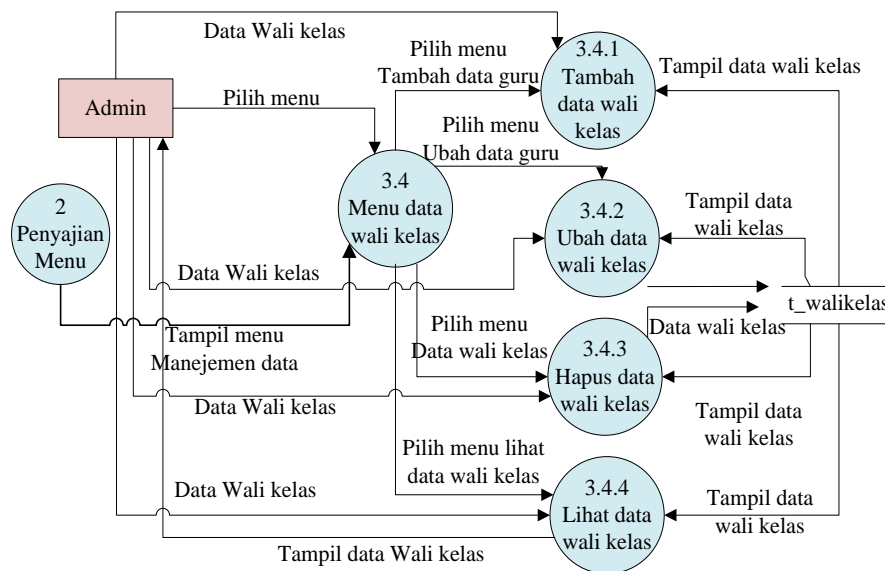 Data Wali kelas
Pilih menu
Tambah data guru
3.4.1
Tambah
data wali
kelas
Tampil data wali kelas
Admin
Pilih menu
Pilih menu
Ubah data guru
2
Penyajian
Menu
3.4
Menu data
wali kelas
3.4.2
Ubah data
wali kelas
Tampil data
wali kelas
Data Wali kelas
t_walikelas
Tampil menu
Manejemen data
Pilih menu
Data wali kelas
Data wali kelas
3.4.3
Hapus data
wali kelas
Data Wali kelas
Tampil data
wali kelas
Pilih menu lihat
data wali kelas
3.4.4
Lihat data
wali kelas
Data Wali kelas
Tampil data
wali kelas
Tampil data Wali kelas